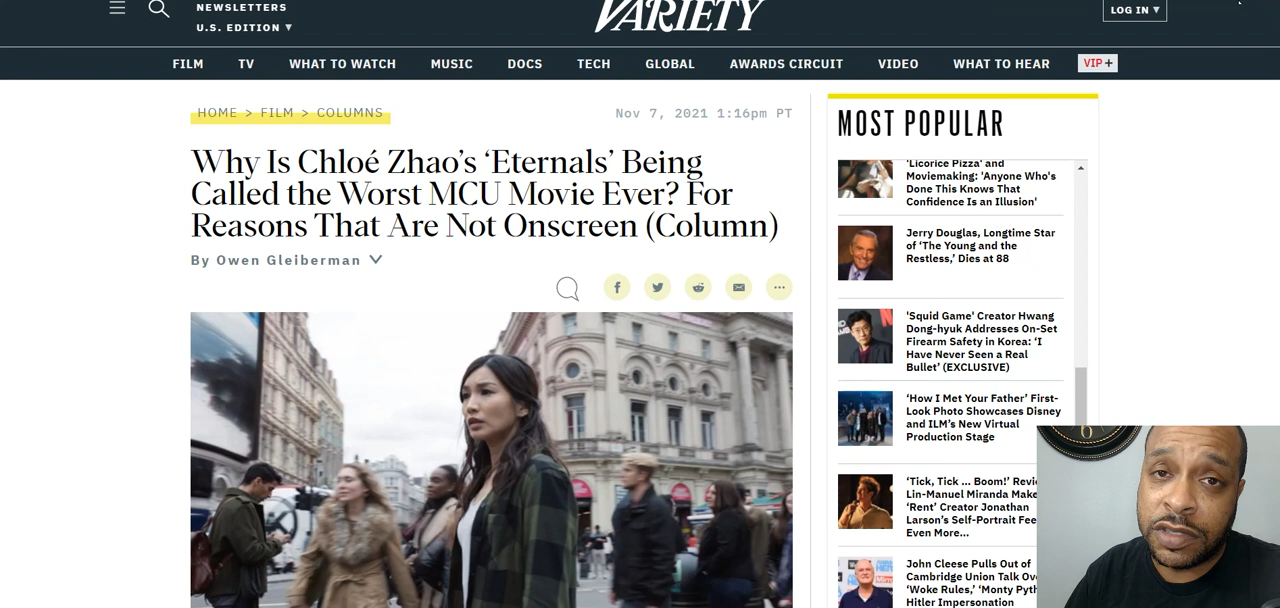 NEWSLETTERS
U.S. EDITION ▼
VARIETY
LOG IN ▼
FILM TV WHAT TO WATCH MUSIC DOCS TECH GLOBAL AWARDS CIRCUIT VIDEO WHAT TO HEAR VIP+
HOME > FILM > COLUMNS
Nov 7, 2021 1:16pm PT
Why Is Chloé Zhao’s ‘Eternals’ Being
Called the Worst MCU Movie Ever? For
Reasons That Are Not Onscreen (Column)
By Owen Gleiberman
MOST POPULAR
'Licorice Pizza' and
Moviemaking: 'Anyone Who's
Done This Knows That
Confidence Is an Illusion'
Jerry Douglas, Longtime Star
of ‘The Young and the
Restless,’ Dies at 88
'Squid Game' Creator Hwang
Dong-hyuk Addresses On-Set
Firearm Safety in Korea: ‘I
Have Never Seen a Real
Bullet’ (EXCLUSIVE)
‘How I Met Your Father’ First-
Look Photo Showcases Disney
and ILM’s New Virtual
Production Stage
‘Tick, Tick ... Boom!’
Lin-Manuel Miranda
‘Rent’ Creator Jonathan
Larson’s Self-Portrait
Even More...
John Cleese Pulls Out of
Cambridge Union Talk
‘Woke Rules,’ ‘Monty
Hitler Impersonation
6